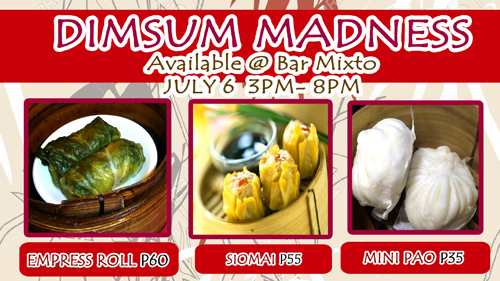 DIMSUM MADNESS
Available @ Bar Mixto
JULY 6 3PM- 8PM
EMPRESS ROLL P60
SIOMAI P55
MINI PAO P35